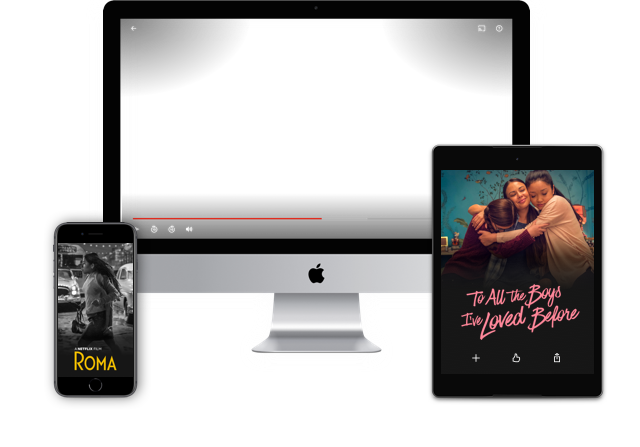 A NETFLIX FILM
ROMA
To All the Boys
I've Loved Before